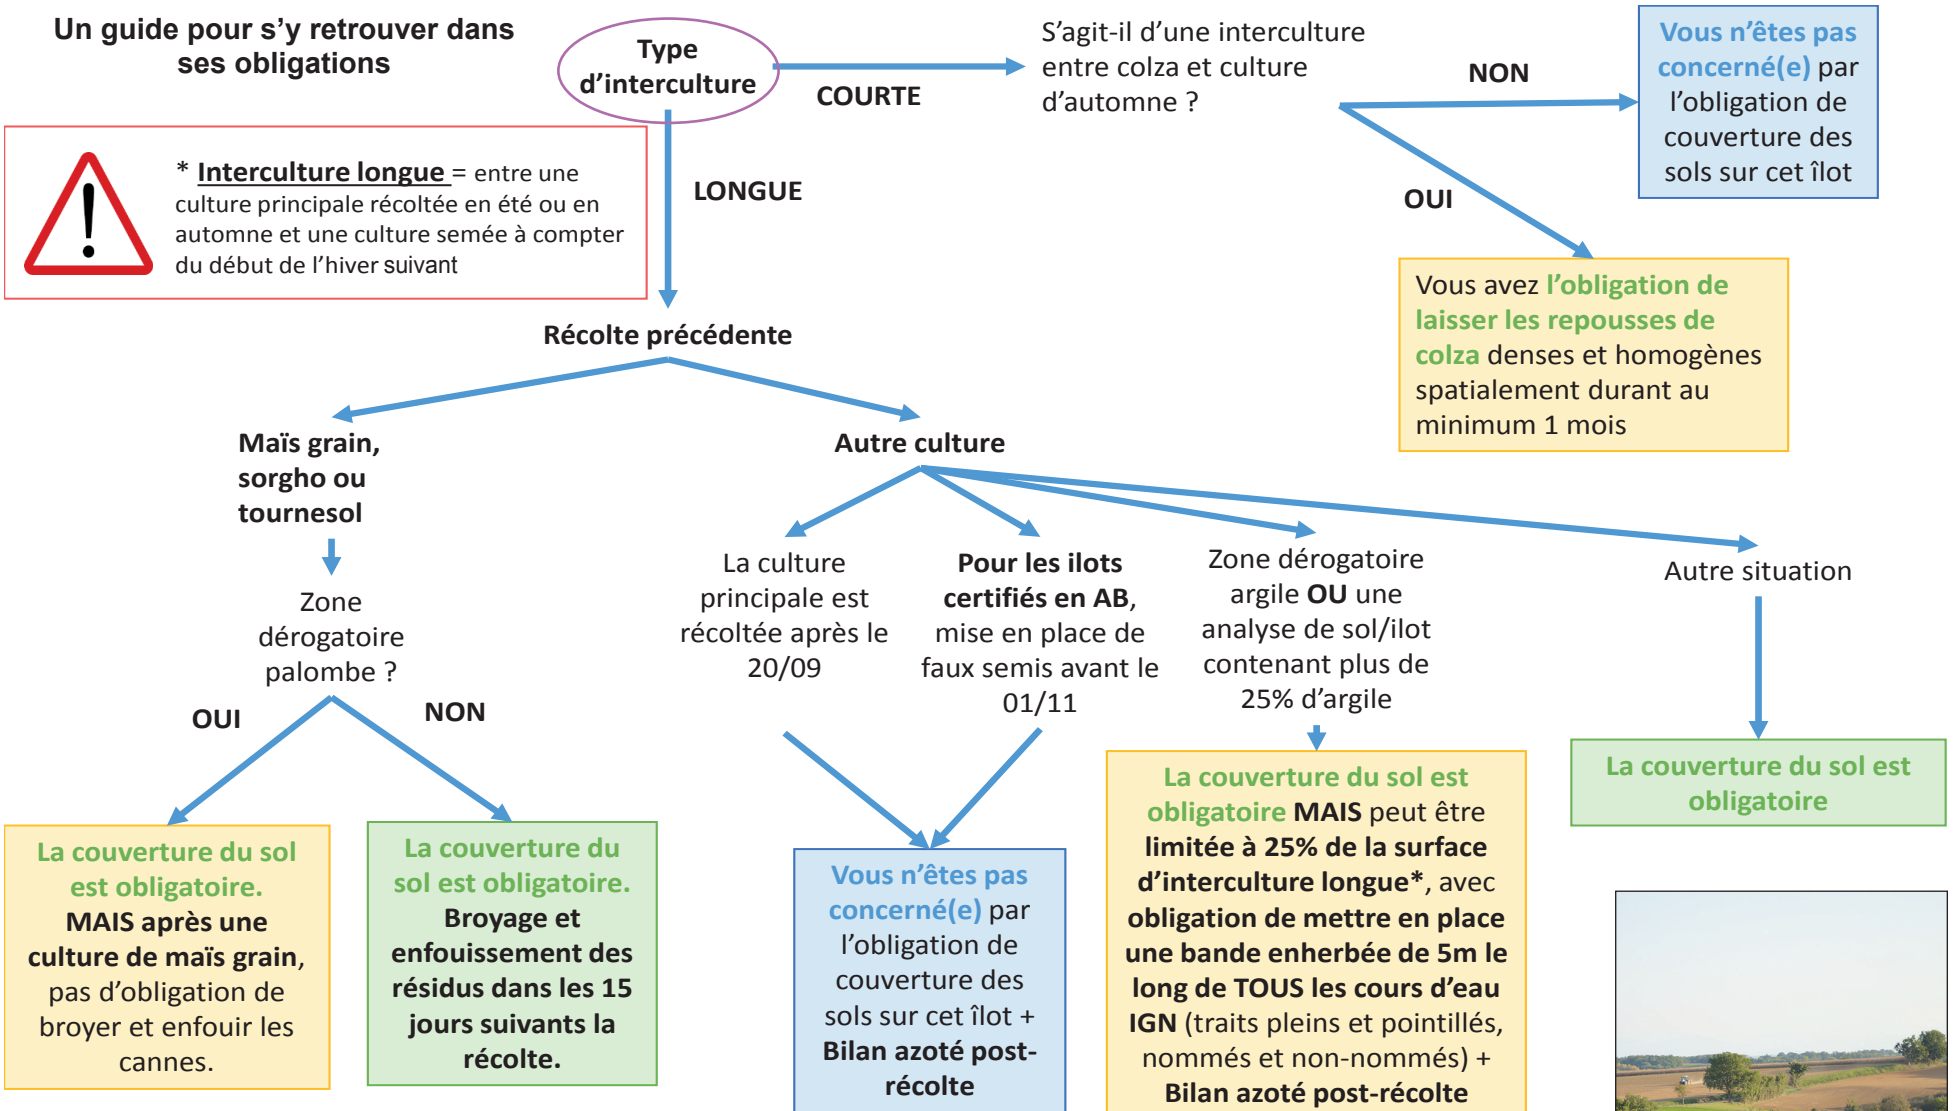 Un guide pour s'y retrouver dans
ses obligations
Type
d'interculture
COURTE
S'agit-il d'une interculture
entre colza et culture
d'automne ?
NON
Vous n'êtes pas
concerné(e) par
l'obligation de
couverture des
sols sur cet îlot
OUI
Vous avez l'obligation de
laisser les repousses de
colza denses et homogènes
spatialement durant au
minimum 1 mois
* Interculture longue = entre une
culture principale récoltée en été ou en
automne et une culture semée à compter
du début de l'hiver suivant
LONGUE
Récolte précédente
Maïs grain,
sorgho ou
tournesol
Autre culture
Zone
dérogatoire
palombe ?
OUI
NON
La culture
principale est
récoltée après le
20/09
Pour les ilots
certifiés en AB,
mise en place de
faux semis avant le
01/11
Zone dérogatoire
argile OU une
analyse de sol/ilot
contenant plus de
25% d'argile
Autre situation
La couverture du sol
est obligatoire.
MAIS après une
culture de maïs grain,
pas d'obligation de
broyer et enfouir les
cannes.
La couverture du
sol est obligatoire.
Broyage et
enfouissement des
résidus dans les 15
jours suivants la
récolte.
Vous n'êtes pas
concerné(e) par
l'obligation de
couverture des
sols sur cet îlot +
Bilan azoté post-
récolte
La couverture du sol est
obligatoire MAIS peut être
limitée à 25% de la surface
d'interculture longue*, avec
obligation de mettre en place
une bande enherbée de 5m le
long de TOUS les cours d'eau
IGN (traits pleins et pointillés,
nommés et non-nommés) +
Bilan azoté post-récolte
La couverture du sol est
obligatoire